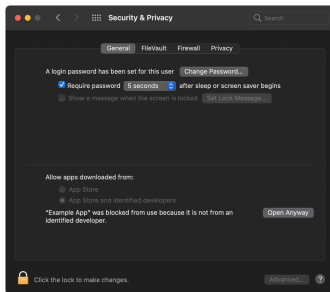 Security & Privacy
Search
General FileVault Firewall Privacy
A login password has been set for this user Change Password...
Require password 5 seconds after sleep or screen saver begins
Show a message when the screen is locked Set Lock Message...
Allow apps downloaded from:
App Store
App Store and identified developers
"Example App" was blocked from use because it is not from an Open Anyway
identified developer.
Click the lock to make changes. Advanced... ?